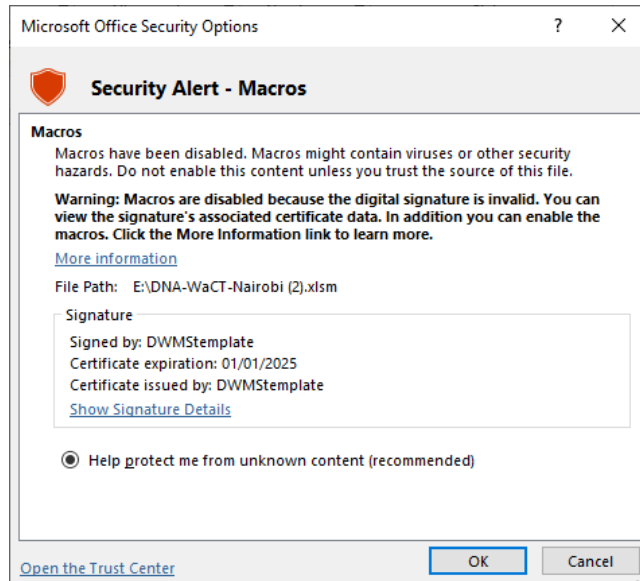 Microsoft Office Security Options ? ×
Security Alert - Macros
Macros
Macros have been disabled. Macros might contain viruses or other security
hazards. Do not enable this content unless you trust the source of this file.
Warning: Macros are disabled because the digital signature is invalid. You can
view the signature's associated certificate data. In addition you can enable the
macros. Click the More Information link to learn more.
More information
File Path: E:\DNA-WaCT-Nairobi (2).xlsm
Signature
Signed by: DWMStemplate
Certificate expiration: 01/01/2025
Certificate issued by: DWMStemplate
Show Signature Details
Help protect me from unknown content (recommended)
Open the Trust Center
OK
Cancel